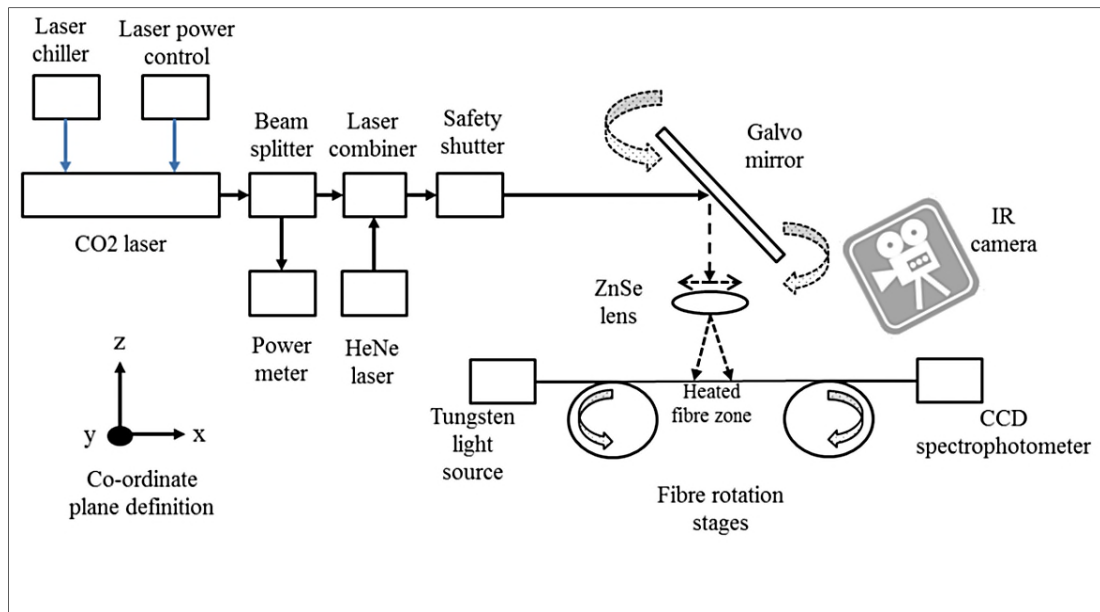 Laser
chiller
Laser power
control
Beam
splitter
Laser
combiner
Safety
shutter
Galvo
mirror
CO2 laser
IR
camera
ZnSe
lens
Power
meter
HeNe
laser
z
y
x
Co-ordinate
plane definition
Tungsten
light
source
Heated
fibre zone
CCD
spectrophotometer
Fibre rotation
stages